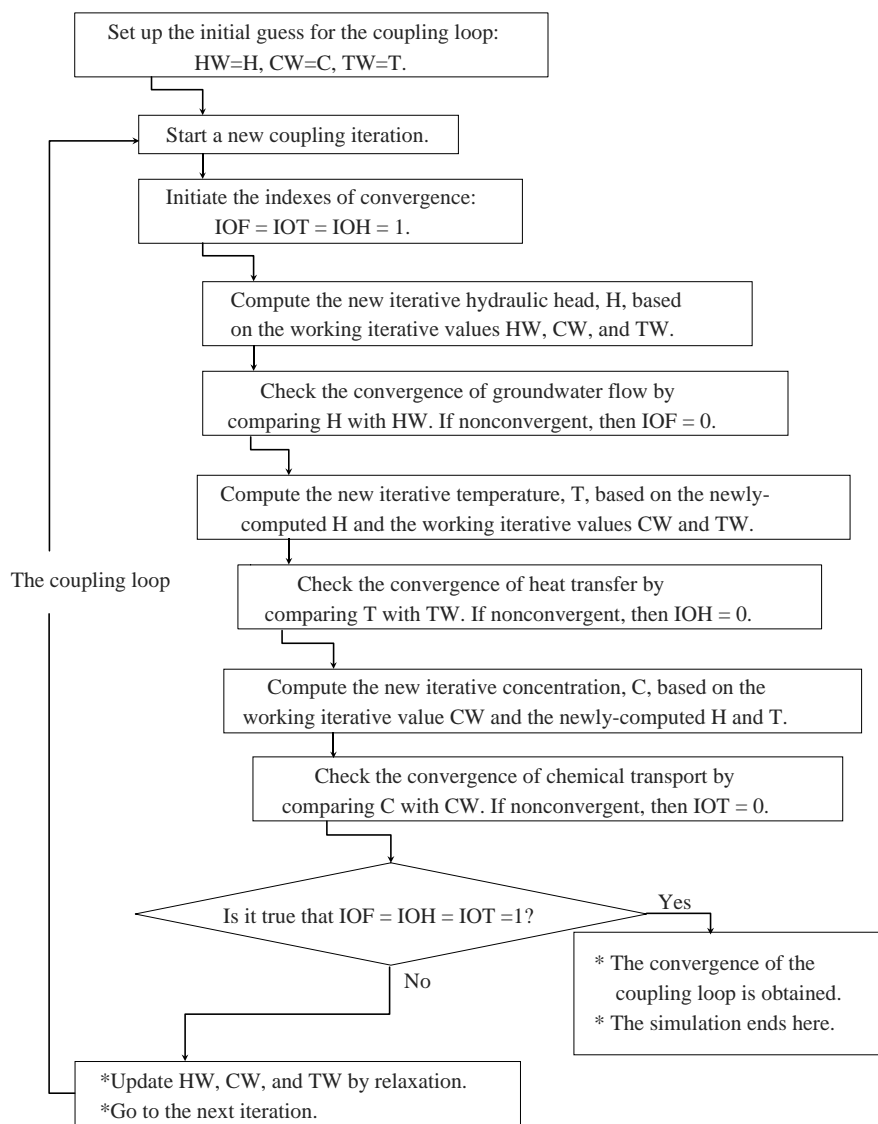 Set up the initial guess for the coupling loop:
HW=H, CW=C, TW=T.
Start a new coupling iteration.
Initiate the indexes of convergence:
IOF = IOT = IOH = 1.
Compute the new iterative hydraulic head, H, based
on the working iterative values HW, CW, and TW.
Check the convergence of groundwater flow by
comparing H with HW. If nonconvergent, then IOF = 0.
Compute the new iterative temperature, T, based on the newly-
computed H and the working iterative values CW and TW.
The coupling loop
Check the convergence of heat transfer by
comparing T with TW. If nonconvergent, then IOH = 0.
Compute the new iterative concentration, C, based on the
working iterative value CW and the newly-computed H and T.
Check the convergence of chemical transport by
comparing C with CW. If nonconvergent, then IOT = 0.
Is it true that IOF = IOH = IOT =1?
Yes
* The convergence of the
coupling loop is obtained.
* The simulation ends here.
No
*Update HW, CW, and TW by relaxation.
*Go to the next iteration.